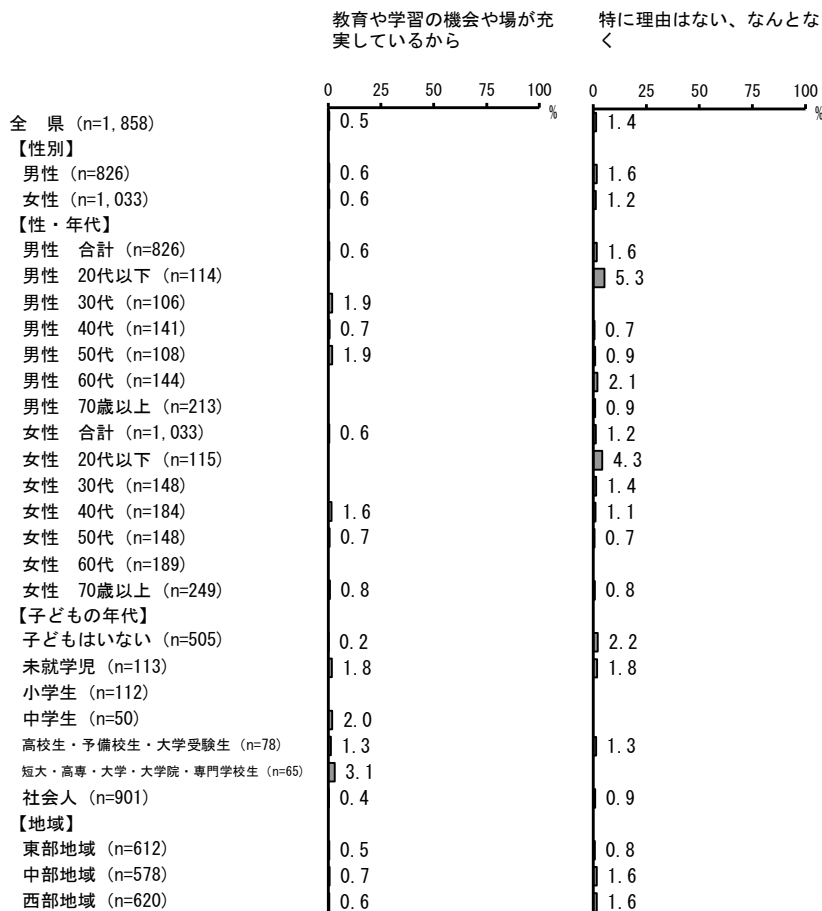 教育や学習の機会や場が充
実しているから
特に理由はない、なんとな
く
0 25 50 75 100
%
0 25 50 75 100
%
全　県 (n=1,858) 0.5 1.4
【性別】
男性 (n=826) 0.6 1.6
女性 (n=1,033) 0.6 1.2
【性・年代】
男性　合計 (n=826) 0.6 1.6
男性　20代以下 (n=114) 5.3
男性　30代 (n=106) 1.9
男性　40代 (n=141) 0.7 0.7
男性　50代 (n=108) 1.9 0.9
男性　60代 (n=144) 2.1
男性　70歳以上 (n=213) 0.9
女性　合計 (n=1,033) 0.6 1.2
女性　20代以下 (n=115) 4.3
女性　30代 (n=148) 1.4
女性　40代 (n=184) 1.6 1.1
女性　50代 (n=148) 0.7 0.7
女性　60代 (n=189)
女性　70歳以上 (n=249) 0.8 0.8
【子どもの年代】
子どもはいない (n=505) 0.2 2.2
未就学児 (n=113) 1.8 1.8
小学生 (n=112)
中学生 (n=50) 2.0
高校生・予備校生・大学受験生 (n=78) 1.3 1.3
短大・高専・大学・大学院・専門学校生 (n=65) 3.1
社会人 (n=901) 0.4 0.9
【地域】
東部地域 (n=612) 0.5 0.8
中部地域 (n=578) 0.7 1.6
西部地域 (n=620) 0.6 1.6